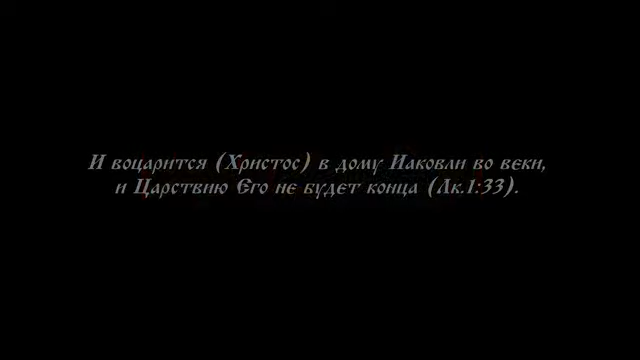 И воцарится (Христос) в дому Иаковли во веки,
и Царствию Его не будет конца (Лк.1:33).